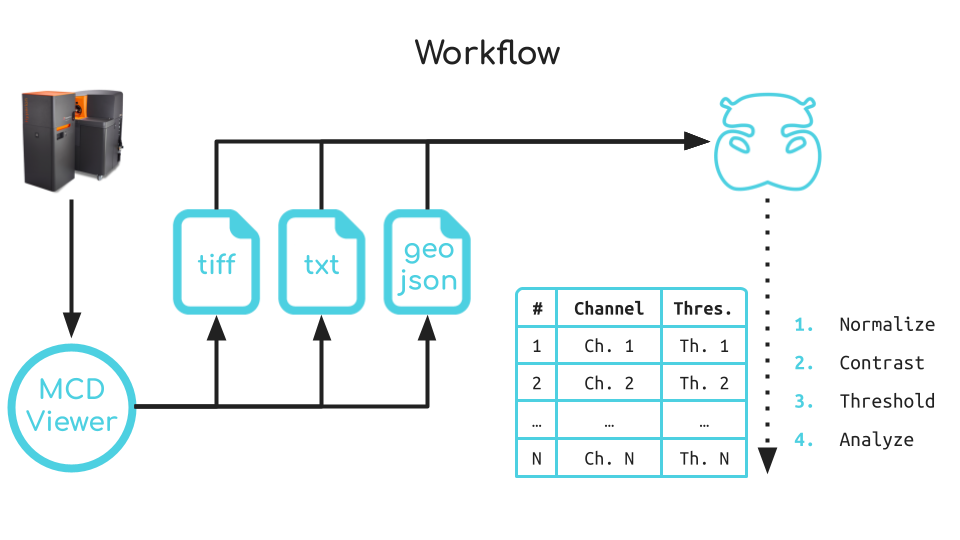 Workflow
tiff
txt
geo
json
MCD
Viewer
# Channel Thres.
1 Ch. 1 Th. 1
2 Ch. 2 Th. 2
… … …
N Ch. N Th. N
1. Normalize
2. Contrast
3. Threshold
4. Analyze